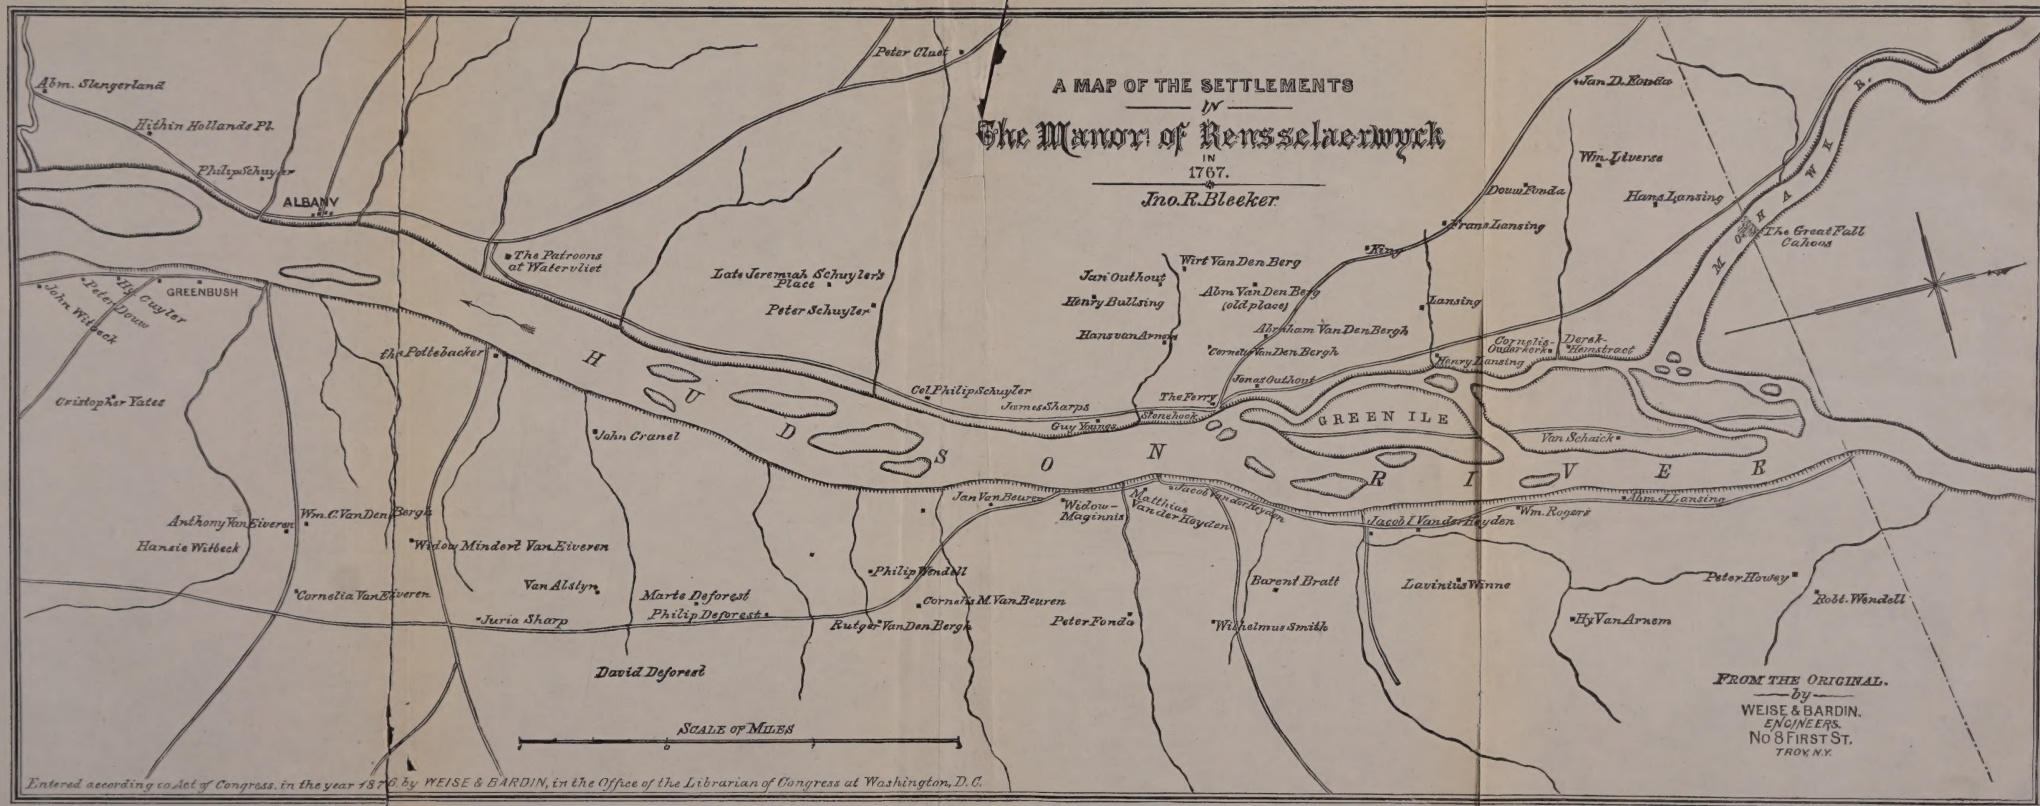 A MAP OF THE SETTLEMENTS
IN
The Manor of Rensselaerwyck
IN
1767.
Jno. R. Bleeker.
Abm. Slengerland
Hithin Hollands Pl.
Philip Schuyler
ALBANY
Peter Cluet
The Patroons
at Watervliet
Late Jeremiah Schuyler's
Place
Peter Schuyler
Jan Outhout
Henry Bullsing
Hans van Arnem
Wirt Van Den Berg
Abm Van Den Berg
(old place)
Abraham Van Den Bergh
Cornelis Van Den Bergh
Jonas Outhout
The Ferry
Stonehook
Col. Philip Schuyler
James Sharps
Guy Youngs
Kin
Frans Lansing
Douw Fonda
Jan D. Fonda
Wm. Liverse
Hans Lansing
Lansing
Henry Lansing
Cornelis-
Ouderkerk
Derek-
Hemstraet
MOHAWK R.
The Great Fall
Cahoos
GREEN ILE
Van Schaick
HUDSON RIVER
John Witbeck
Peter Douw
Hy. Cuyler
GREENBUSH
the Pottebacker
Cristopher Yates
John Cranel
Anthony Van Eiveren
Wm. C. Van Den Bergh
Hansie Witbeck
Widow Mindert Van Eiveren
Cornelia Van Eiveren
Juria Sharp
Van Alstyn
Marte Deforest
Philip Deforest
David Deforest
Jan Van Beuren
Philip Wendell
Cornelis M. Van Beuren
Rutger Van Den Bergh
Widow-
Maginnis
Matthias
Van der Heyden
Jacob Van der Heyden
Peter Fonda
Barent Bratt
Wilhelmus Smith
Jacob I Van der Heyden
Wm. Rogers
Abm. J. Lansing
Lavinius Winne
Hy Van Arnem
Peter Howey
Robt. Wendell
SCALE OF MILES
FROM THE ORIGINAL.
by
WEISE & BARDIN.
ENGINEERS.
No 8 FIRST ST.
TROY, N.Y.
Entered according to Act of Congress. in the year 1876 by WEISE & BARDIN, in the Office of the Librarian of Congress at Washington, D.C.